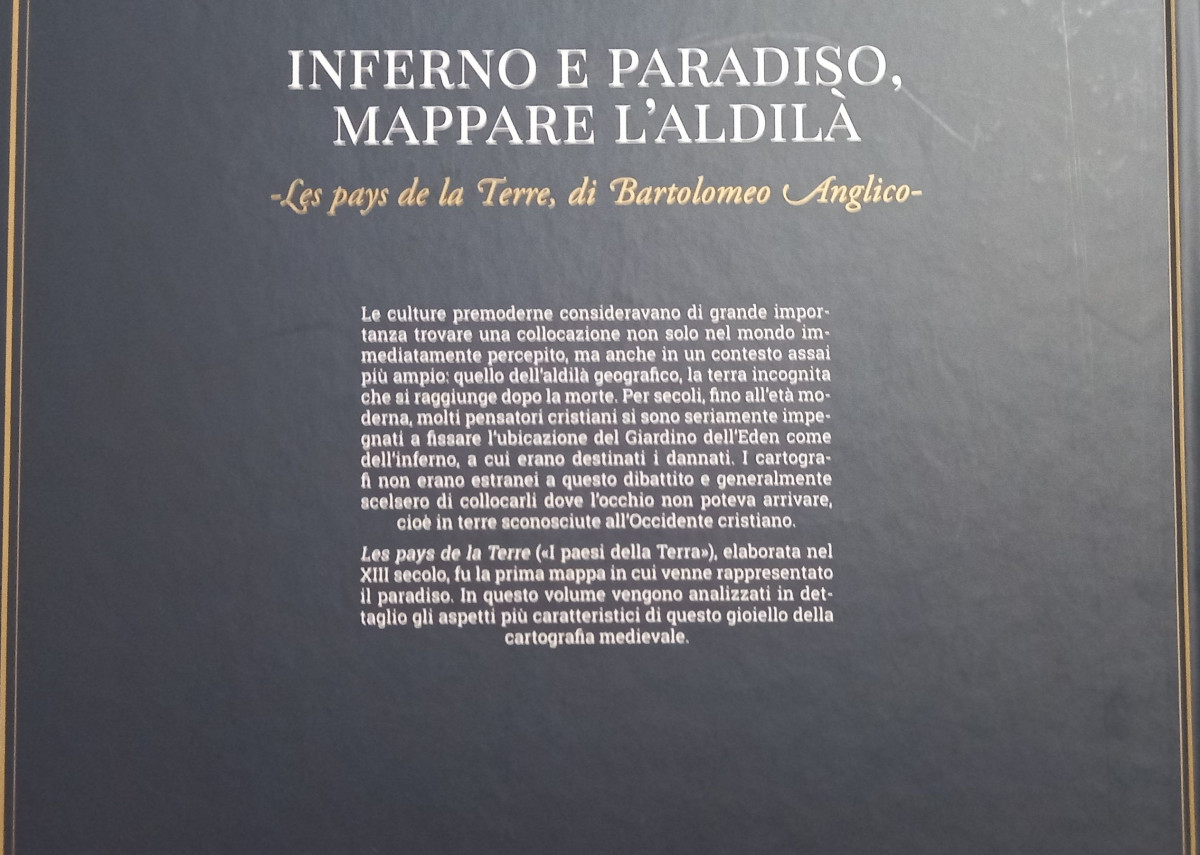 INFERNO E PARADISO,
MAPPARE L'ALDILÀ
-Les pays de la Terre, di Bartolomeo Anglico-
Le culture premoderne consideravano di grande impor-
tanza trovare una collocazione non solo nel mondo im-
mediatamente percepito, ma anche in un contesto assai
più ampio: quello dell'aldilà geografico, la terra incognita
che si raggiunge dopo la morte. Per secoli, fino all'età mo-
derna, molti pensatori cristiani si sono seriamente impe-
gnati a fissare l'ubicazione del Giardino dell'Eden come
dell'inferno, a cui erano destinati i dannati. I cartogra-
fi non erano estranei a questo dibattito e generalmente
scelsero di collocarli dove l'occhio non poteva arrivare,
cioè in terre sconosciute all'Occidente cristiano.
Les pays de la Terre («I paesi della Terra»), elaborata nel
XIII secolo, fu la prima mappa in cui venne rappresentato
il paradiso. In questo volume vengono analizzati in det-
taglio gli aspetti più caratteristici di questo gioiello della
cartografia medievale.